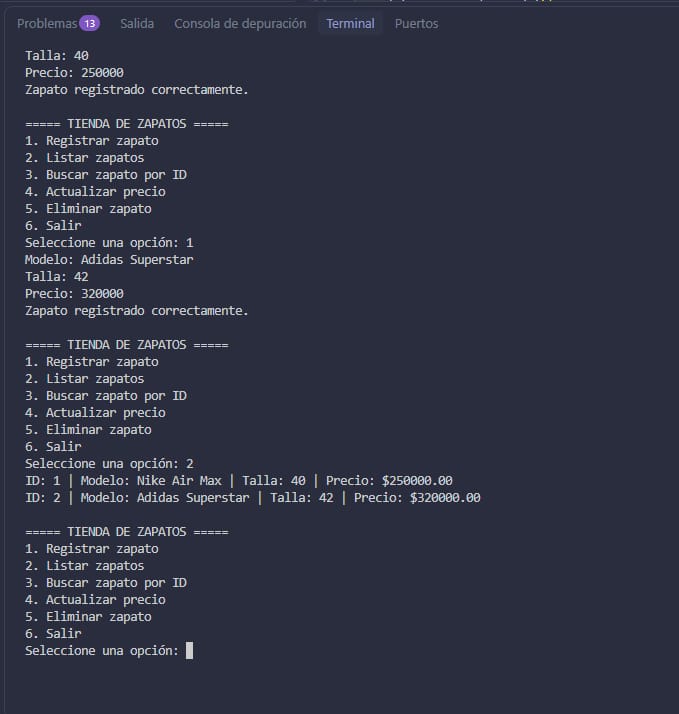 Problemas 13 Salida Consola de depuración Terminal Puertos
Talla: 40
Precio: 250000
Zapato registrado correctamente.
===== TIENDA DE ZAPATOS =====
1. Registrar zapato
2. Listar zapatos
3. Buscar zapato por ID
4. Actualizar precio
5. Eliminar zapato
6. Salir
Seleccione una opción: 1
Modelo: Adidas Superstar
Talla: 42
Precio: 320000
Zapato registrado correctamente.
===== TIENDA DE ZAPATOS =====
1. Registrar zapato
2. Listar zapatos
3. Buscar zapato por ID
4. Actualizar precio
5. Eliminar zapato
6. Salir
Seleccione una opción: 2
ID: 1 | Modelo: Nike Air Max | Talla: 40 | Precio: $250000.00
ID: 2 | Modelo: Adidas Superstar | Talla: 42 | Precio: $320000.00
===== TIENDA DE ZAPATOS =====
1. Registrar zapato
2. Listar zapatos
3. Buscar zapato por ID
4. Actualizar precio
5. Eliminar zapato
6. Salir
Seleccione una opción: